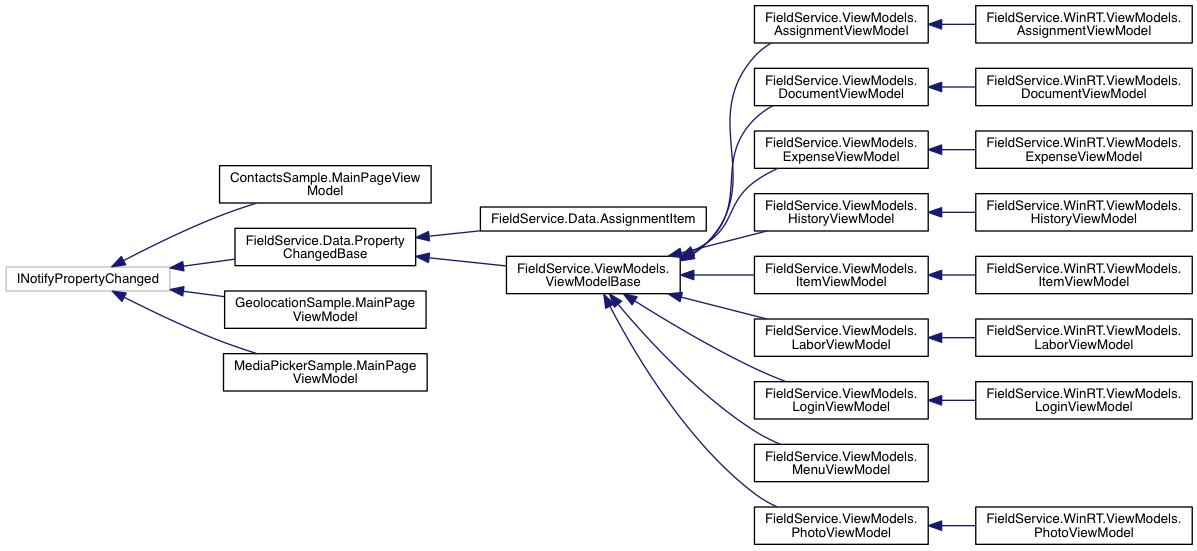 FieldService.ViewModels.
AssignmentViewModel
FieldService.WinRT.ViewModels.
AssignmentViewModel
FieldService.ViewModels.
DocumentViewModel
FieldService.WinRT.ViewModels.
DocumentViewModel
FieldService.ViewModels.
ExpenseViewModel
FieldService.WinRT.ViewModels.
ExpenseViewModel
ContactsSample.MainPageView
Model
FieldService.Data.AssignmentItem
FieldService.ViewModels.
HistoryViewModel
FieldService.WinRT.ViewModels.
HistoryViewModel
FieldService.Data.Property
ChangedBase
INotifyPropertyChanged
FieldService.ViewModels.
ViewModelBase
FieldService.ViewModels.
ItemViewModel
FieldService.WinRT.ViewModels.
ItemViewModel
GeolocationSample.MainPage
ViewModel
FieldService.ViewModels.
LaborViewModel
FieldService.WinRT.ViewModels.
LaborViewModel
MediaPickerSample.MainPage
ViewModel
FieldService.ViewModels.
LoginViewModel
FieldService.WinRT.ViewModels.
LoginViewModel
FieldService.ViewModels.
MenuViewModel
FieldService.ViewModels.
PhotoViewModel
FieldService.WinRT.ViewModels.
PhotoViewModel